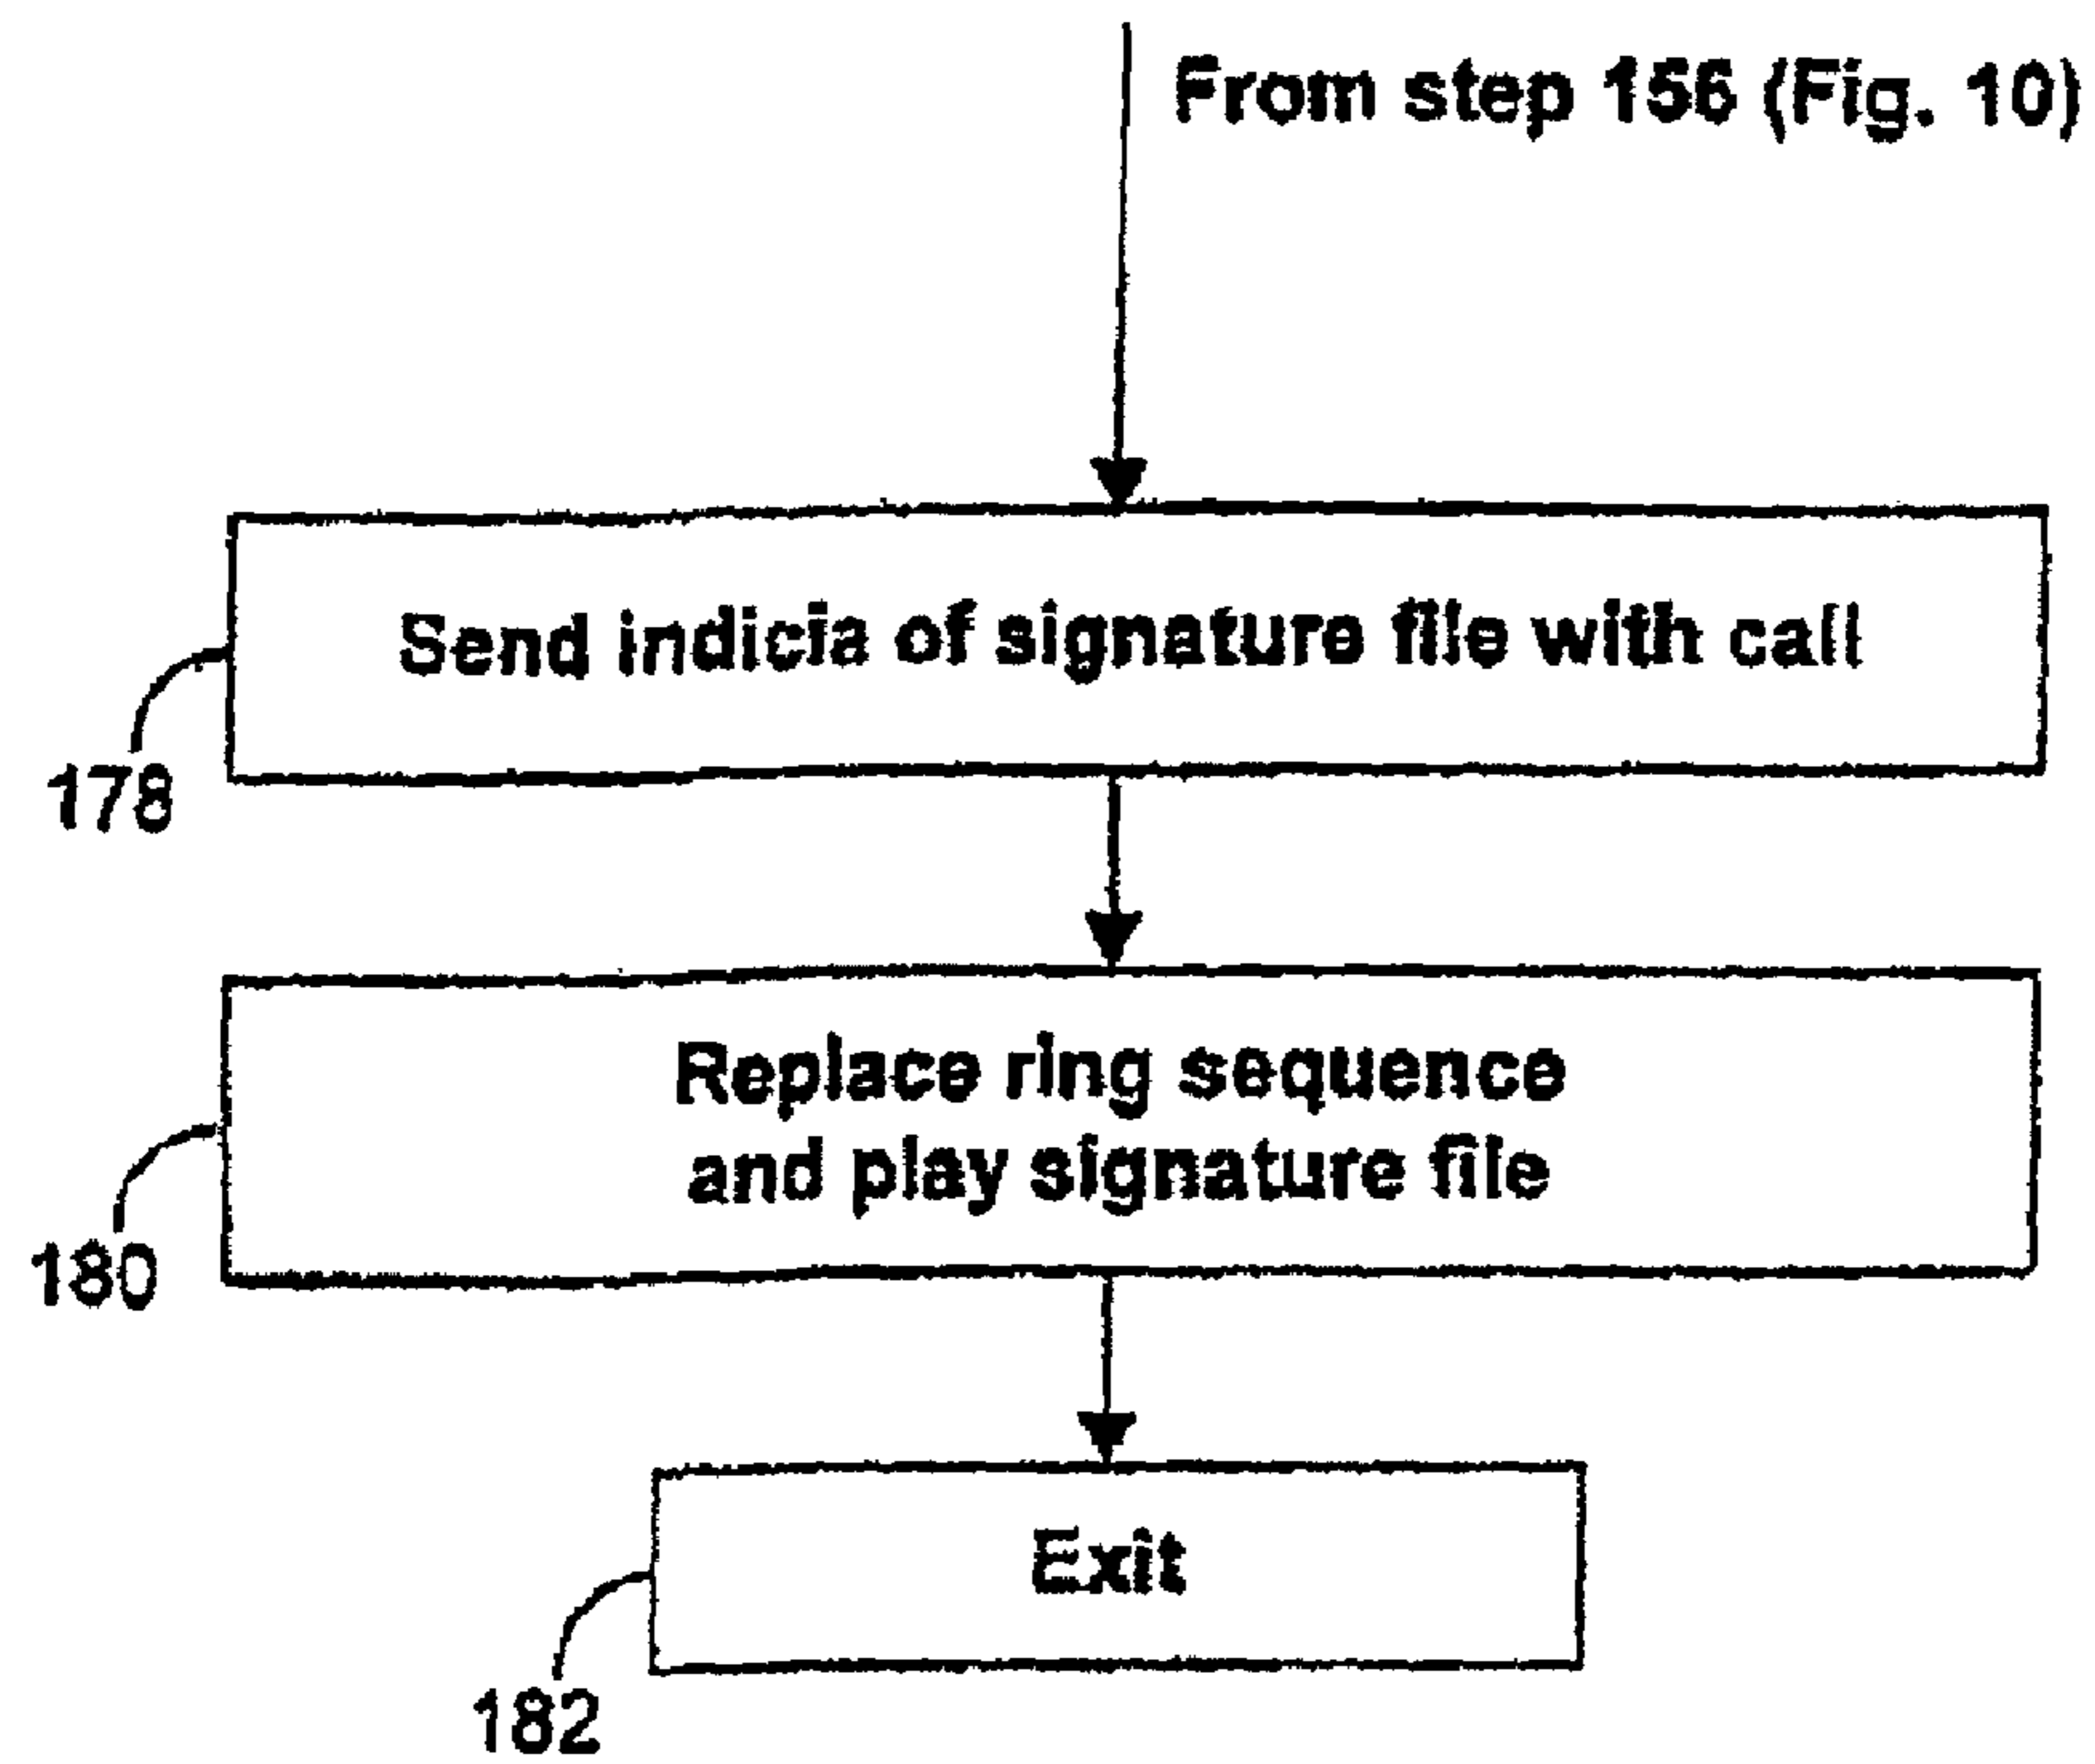 From step 156 (Fig. 10)
Send indicia of signature file with call
178
Replace ring sequence
and play signature file
180
Exit
182